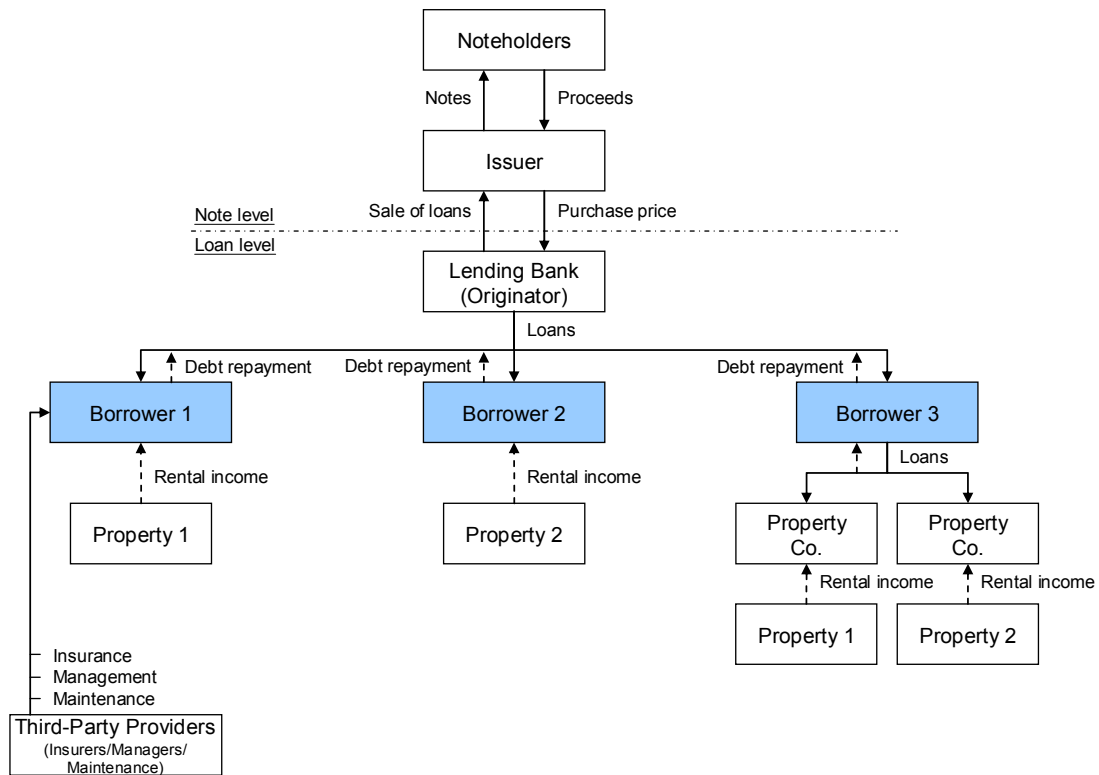 Noteholders
Notes
Proceeds
Issuer
Sale of loans
Purchase price
Note level
Loan level
Lending Bank
(Originator)
Loans
Debt repayment
Debt repayment
Debt repayment
Borrower 1
Borrower 2
Borrower 3
Rental income
Rental income
Loans
Property 1
Property 2
Property
Co.
Property
Co.
Rental income
Rental income
Property 1
Property 2
Insurance
Management
Maintenance
Third-Party Providers
(Insurers/Managers/
Maintenance)